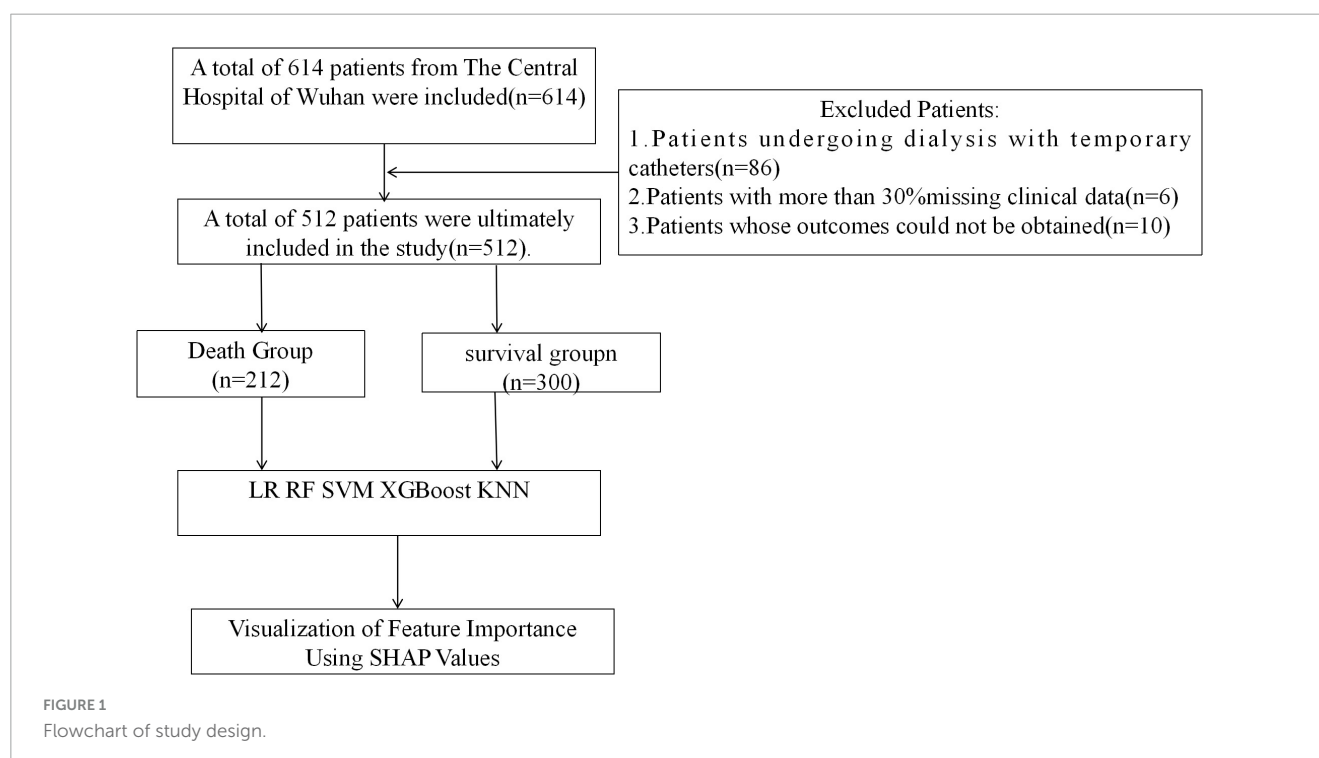 A total of 614 patients from The Central
Hospital of Wuhan were included(n=614)
Excluded Patients:
1.Patients undergoing dialysis with temporary
catheters(n=86)
2.Patients with more than 30%missing clinical data(n=6)
3.Patients whose outcomes could not be obtained(n=10)
A total of 512 patients were ultimately
included in the study(n=512).
Death Group
(n=212)
survival groupn
(n=300)
LR RF SVM XGBoost KNN
Visualization of Feature Importance
Using SHAP Values
FIGURE 1
Flowchart of study design.